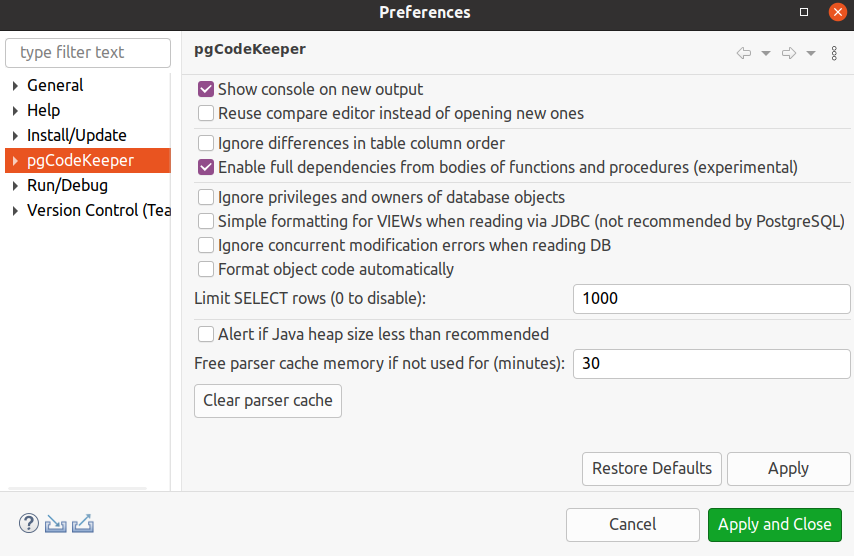 Preferences
type filter text
General
Help
Install/Update
pgCodeKeeper
Run/Debug
Version Control (Tea
pgCodeKeeper
Show console on new output
Reuse compare editor instead of opening new ones
Ignore differences in table column order
Enable full dependencies from bodies of functions and procedures (experimental)
Ignore privileges and owners of database objects
Simple formatting for VIEWs when reading via JDBC (not recommended by PostgreSQL)
Ignore concurrent modification errors when reading DB
Format object code automatically
Limit SELECT rows (0 to disable): 1000
Alert if Java heap size less than recommended
Free parser cache memory if not used for (minutes): 30
Clear parser cache
Restore Defaults Apply
? Cancel Apply and Close